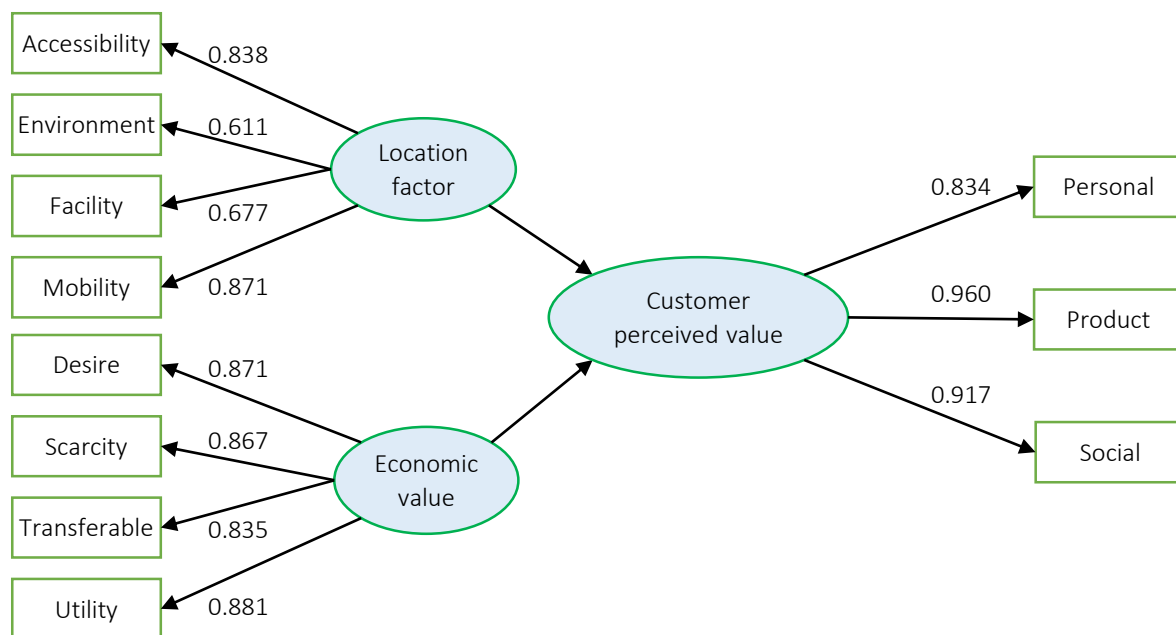 Accessibility
0.838
Environment
0.611
Location
factor
Facility
0.677
Mobility
0.871
Desire
0.871
Scarcity
0.867
Economic
value
Transferable
0.835
Utility
0.881
Customer
perceived value
0.834
Personal
0.960
Product
0.917
Social